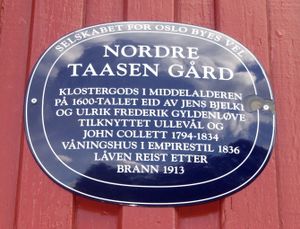 SELSKABET FOR OSLO BYES VEL
NORDRE
TAASEN GÅRD
KLOSTERGODS I MIDDELALDEREN
PÅ 1600-TALLET EID AV JENS BJELKE
OG ULRIK FREDERIK GYLDENLØVE
TILKNYTTET ULLEVÅL OG
JOHN COLLETT 1794-1834
VÅNINGSHUS I EMPIRESTIL 1836
LÅVEN REIST ETTER
BRANN 1913